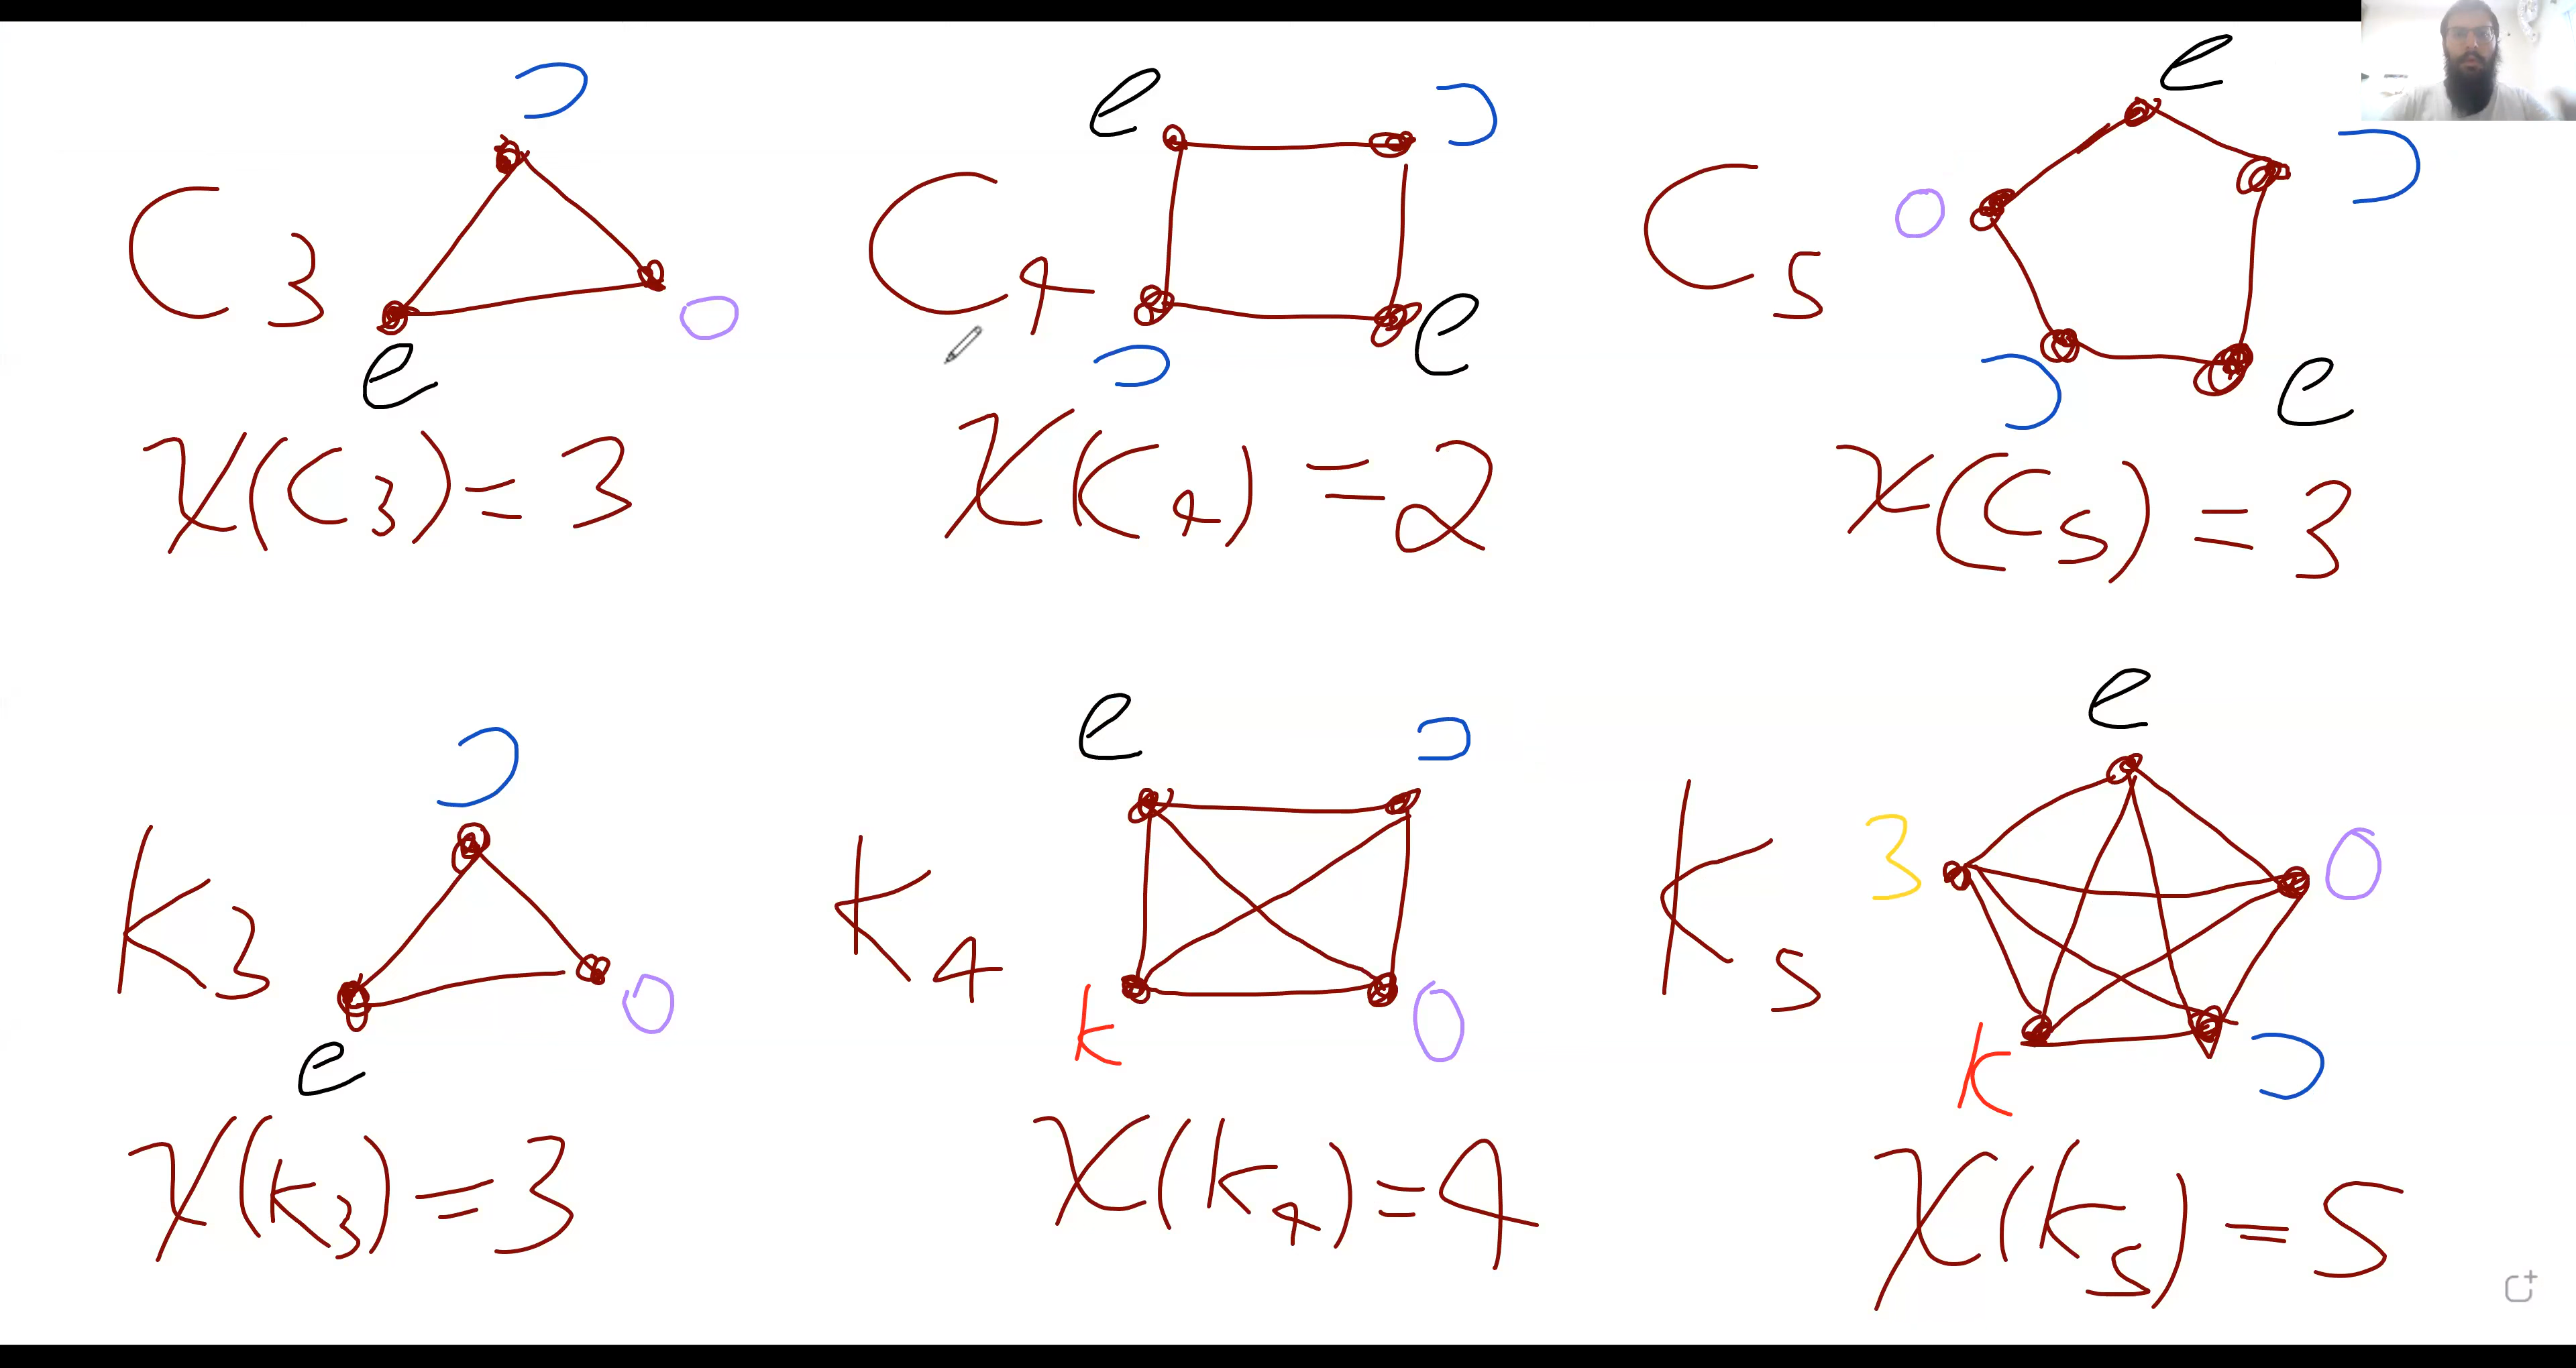 כ
C3
ס
ש
χ(C3)=3
ש כ
C4
כ ש
χ(C4)=2
ש
ס כ
C5
כ ש
χ(C5)=3
כ
K3
ס
ש
χ(K3)=3
ש כ
K4
א ס
χ(K4)=4
ש
צ ס
K5
א כ
χ(K5)=5